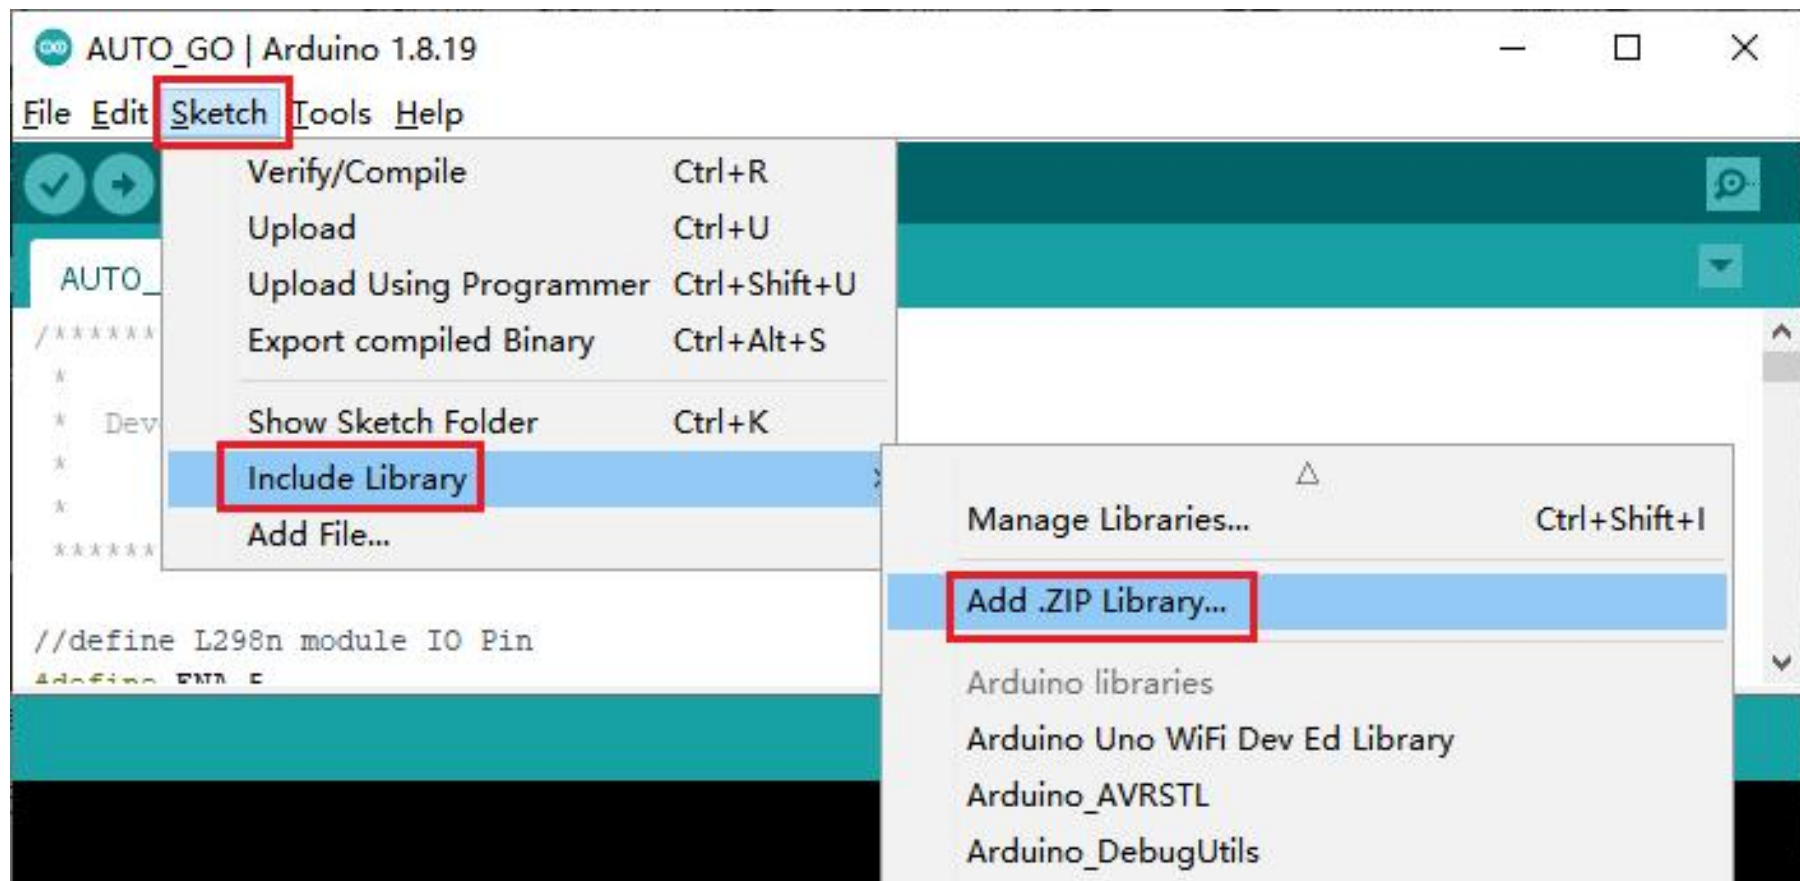 AUTO_GO | Arduino 1.8.19
File Edit Sketch Tools Help
Verify/Compile Ctrl+R
Upload Ctrl+U
AUTO_
Upload Using Programmer Ctrl+Shift+U
/*******
Export compiled Binary Ctrl+Alt+S
*
* Dev
Show Sketch Folder Ctrl+K
*
Include Library
*
Add File...
******
△
Manage Libraries... Ctrl+Shift+I
Add .ZIP Library...
//define L298n module IO Pin
#define ENA 5
Arduino libraries
Arduino Uno WiFi Dev Ed Library
Arduino_AVRSTL
Arduino_DebugUtils